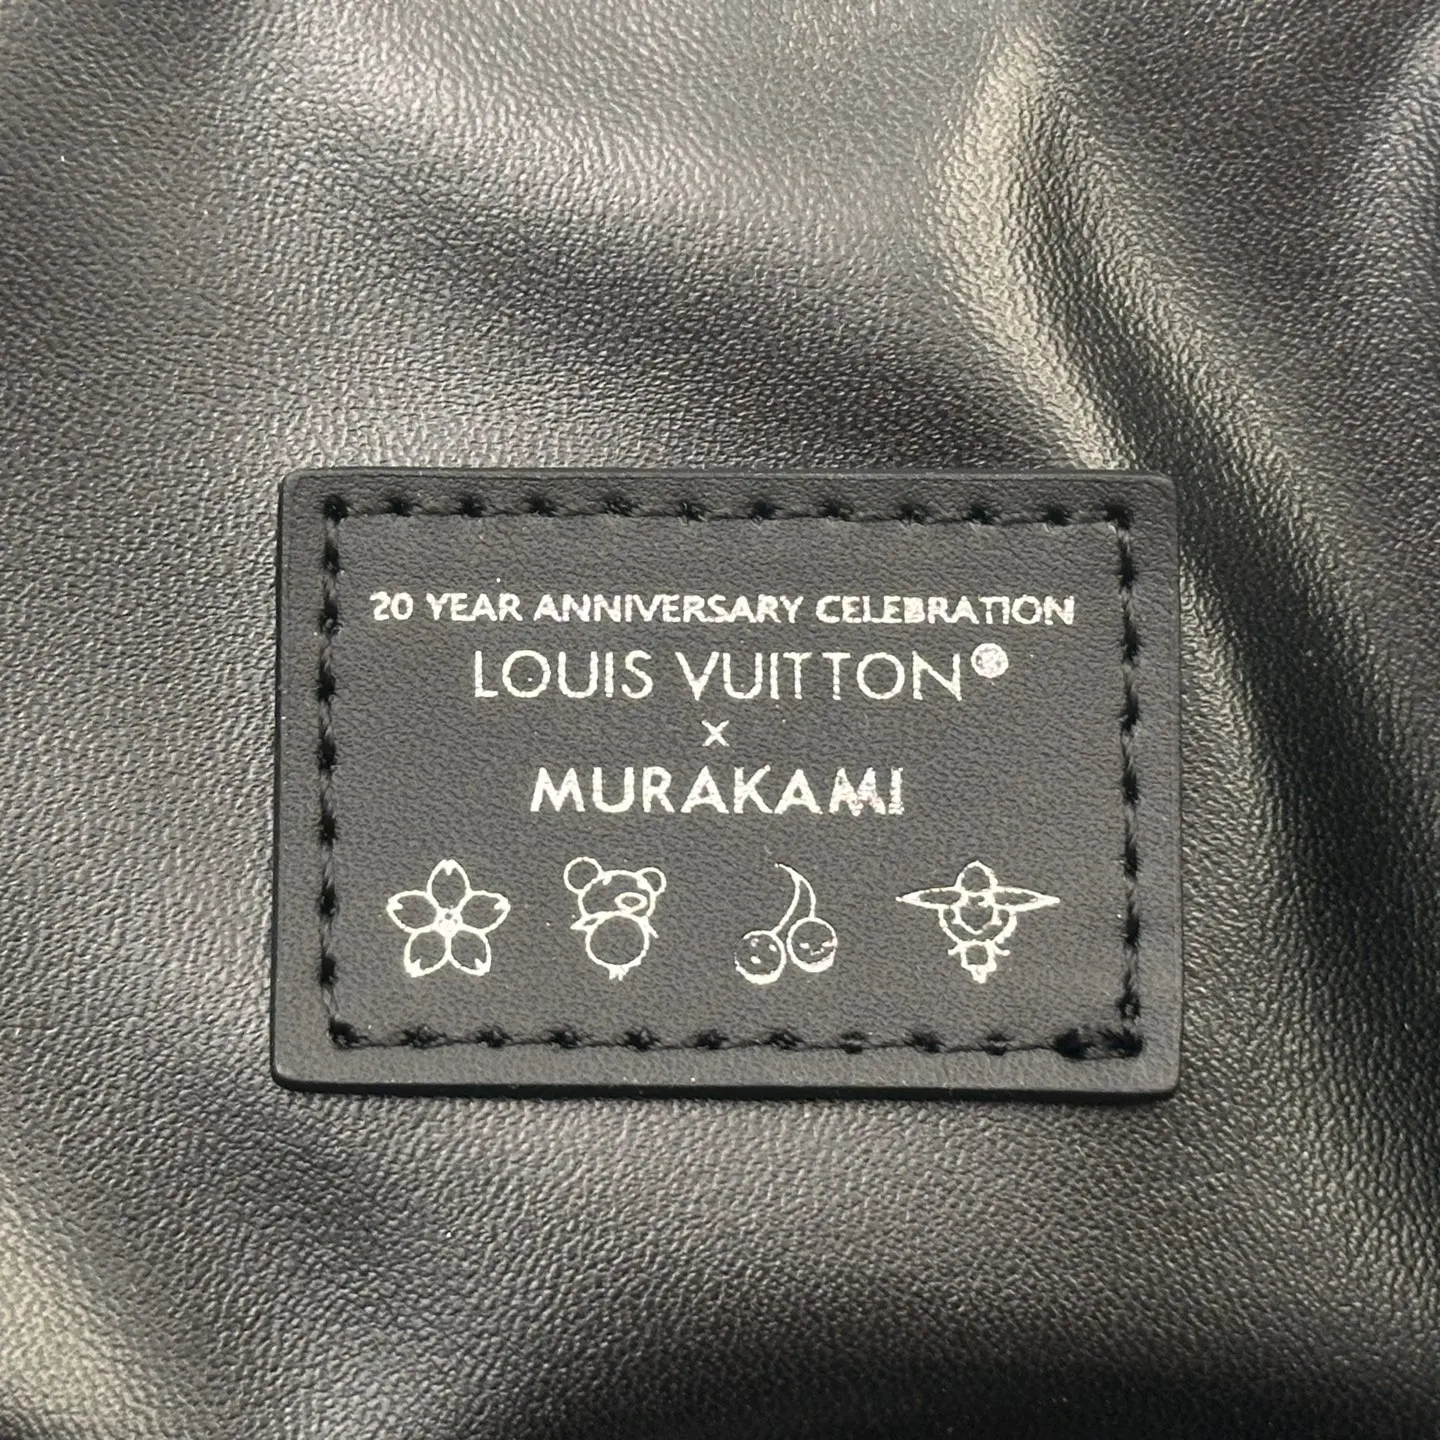 20 YEAR ANNIVERSARY CELEBRATION
LOUIS VUITTON®
×
MURAKAMI